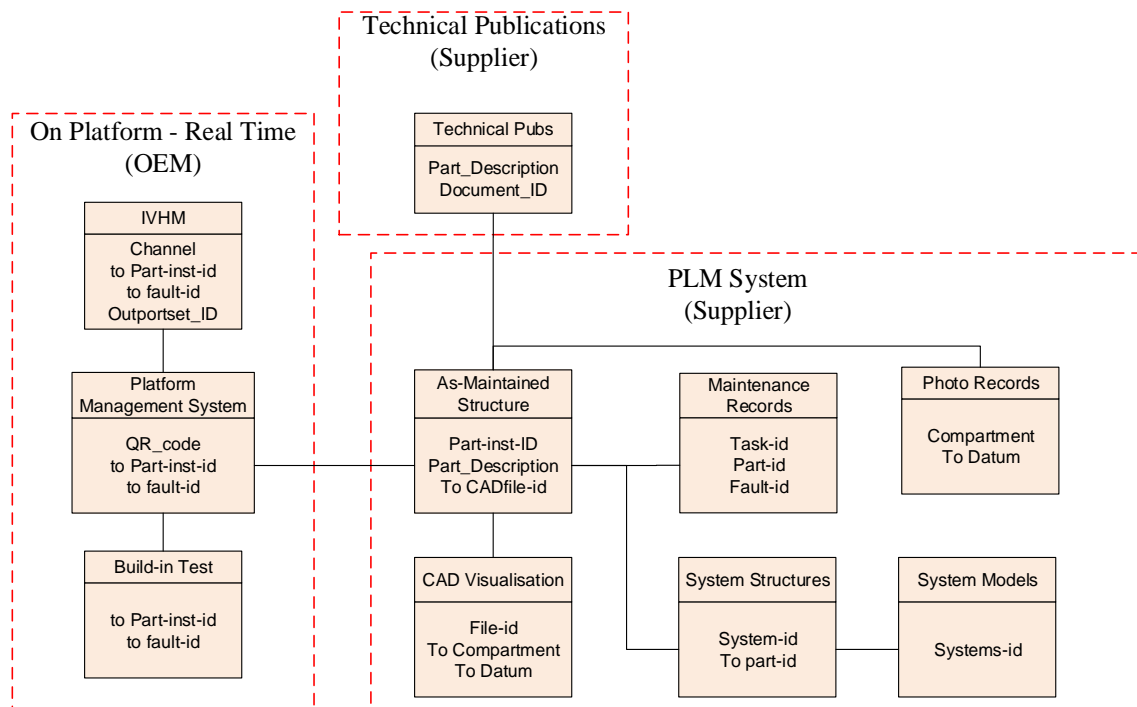 Technical Publications
(Supplier)
Technical Pubs
Part_Description
Document_ID
On Platform - Real Time
(OEM)
IVHM
Channel
to Part-inst-id
to fault-id
Outportset_ID
Platform
Management System
QR_code
to Part-inst-id
to fault-id
Build-in Test
to Part-inst-id
to fault-id
PLM System
(Supplier)
As-Maintained
Structure
Part-inst-ID
Part_Description
To CADfile-id
Maintenance
Records
Task-id
Part-id
Fault-id
Photo Records
Compartment
To Datum
CAD Visualisation
File-id
To Compartment
To Datum
System Structures
System-id
To part-id
System Models
Systems-id